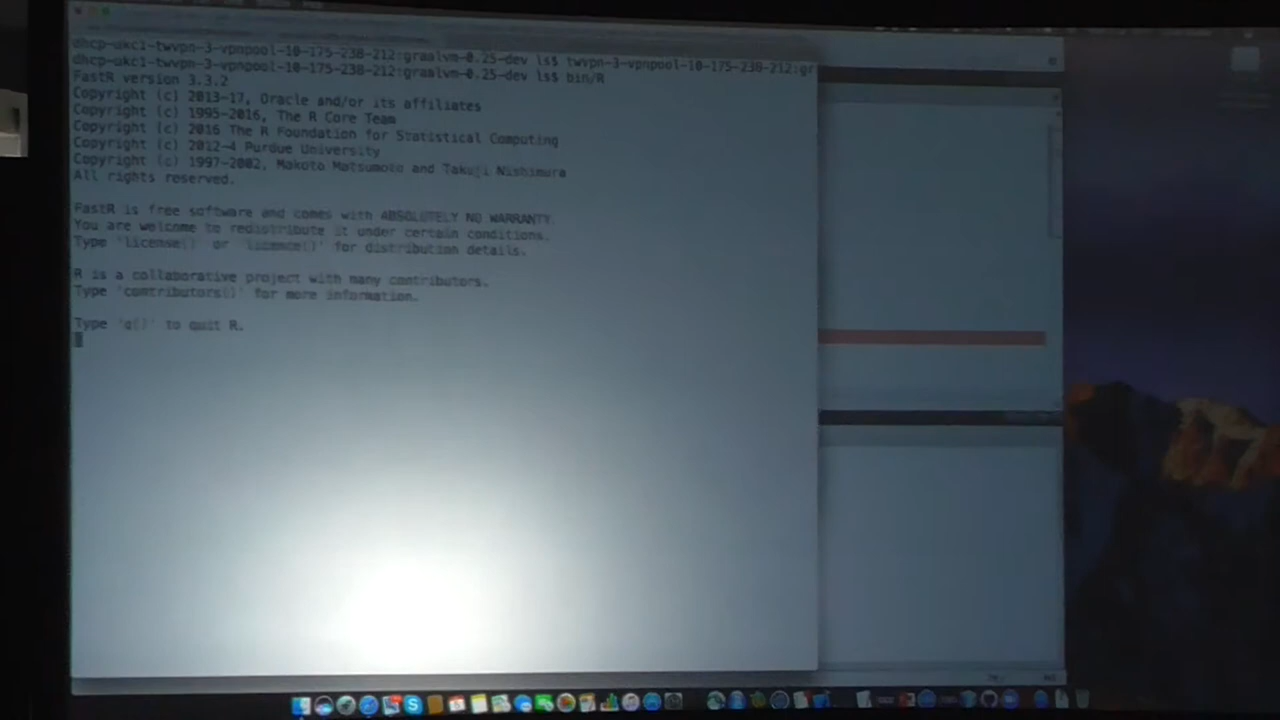 dhcp-ukc1-twvpn-3-vpnpool-10-175-238-212:graalvm-0.25-dev ls$ twvpn-3-vpnpool-10-175-238-212:gr
dhcp-ukc1-twvpn-3-vpnpool-10-175-238-212:graalvm-0.25-dev ls$ bin/R
FastR version 3.3.2
Copyright (c) 2013-17, Oracle and/or its affiliates
Copyright (c) 1995-2016, The R Core Team
Copyright (c) 2016 The R Foundation for Statistical Computing
Copyright (c) 2012-4 Purdue University
Copyright (c) 1997-2002, Makoto Matsumoto and Takuji Nishimura
All rights reserved.
FastR is free software and comes with ABSOLUTELY NO WARRANTY.
You are welcome to redistribute it under certain conditions.
Type 'license()' or 'licence()' for distribution details.
R is a collaborative project with many contributors.
Type 'contributors()' for more information.
Type 'q()' to quit R.